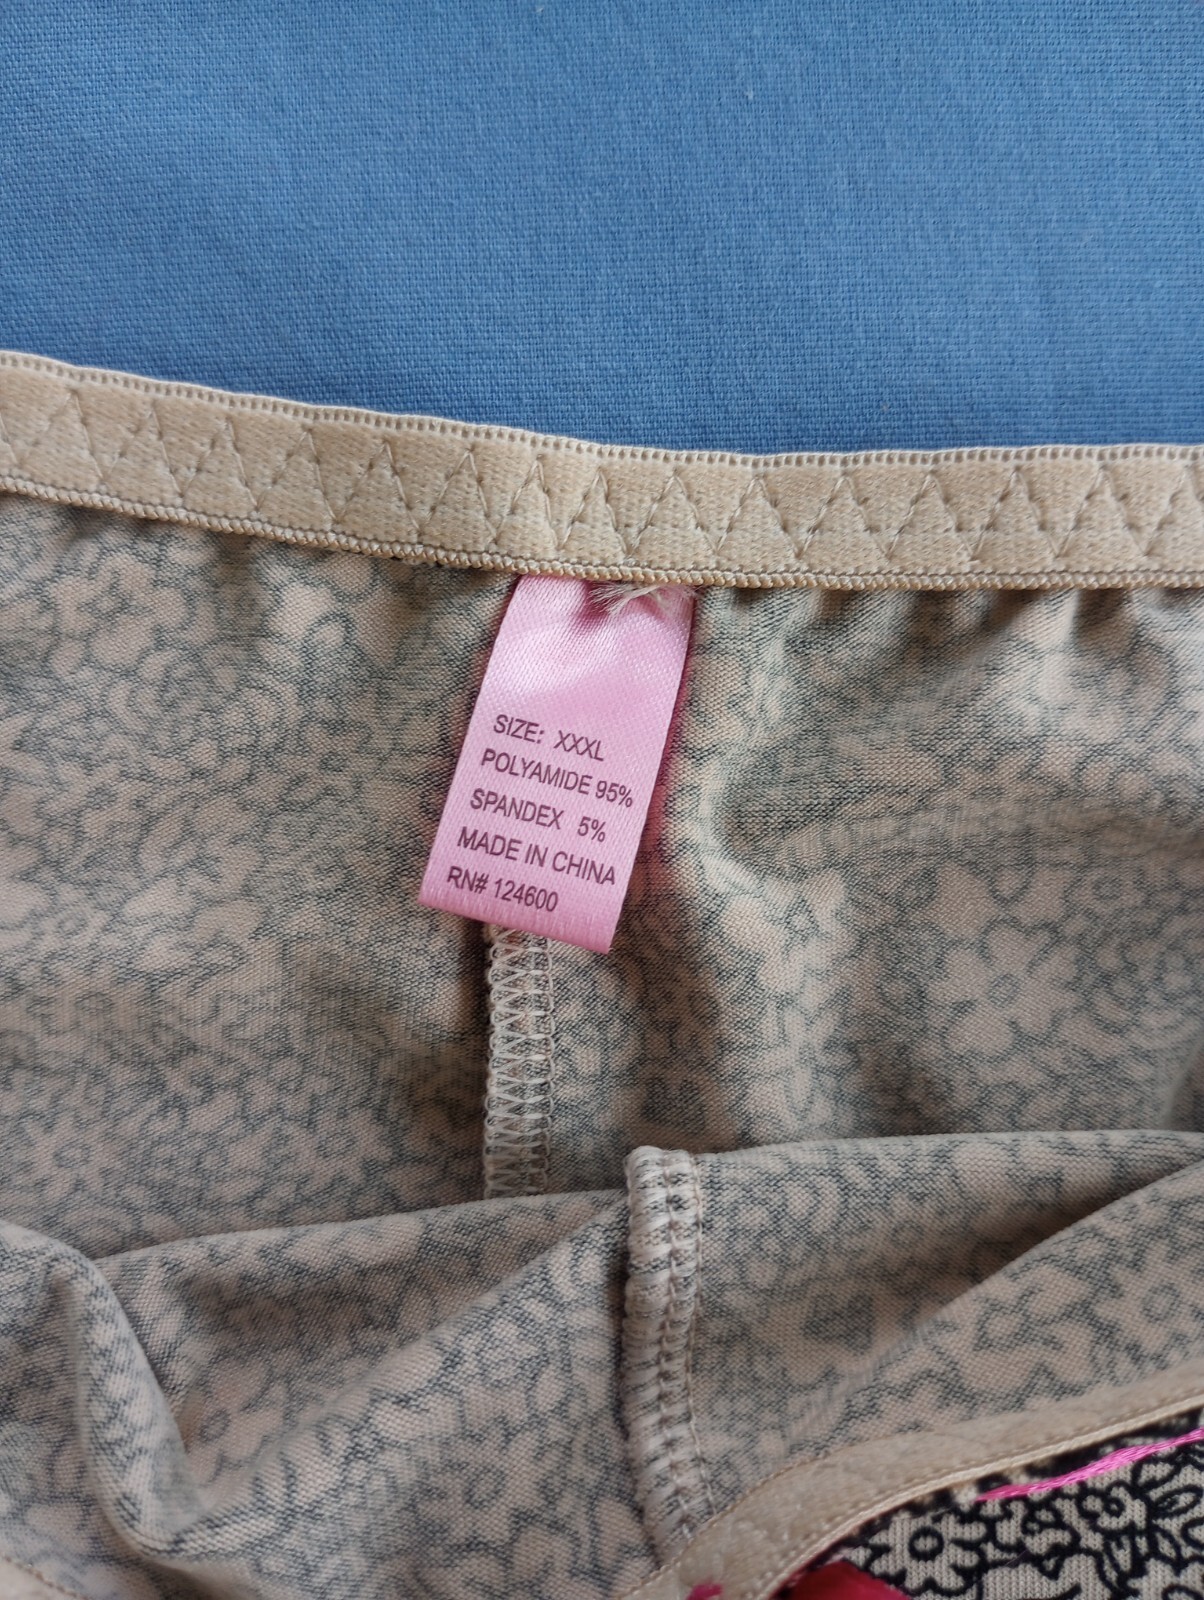 SIZE: XXXL
POLYAMIDE 95%
SPANDEX 5%
MADE IN CHINA
RN# 124600